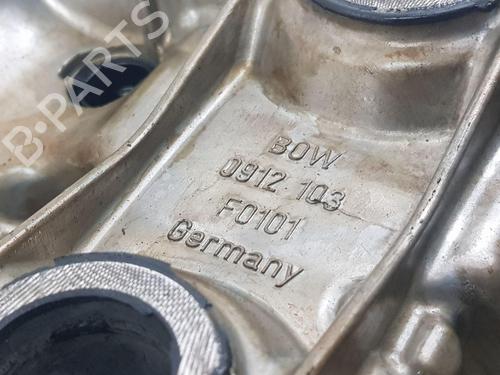 B-PARTS
BOW
0912 103
F0101
Germany